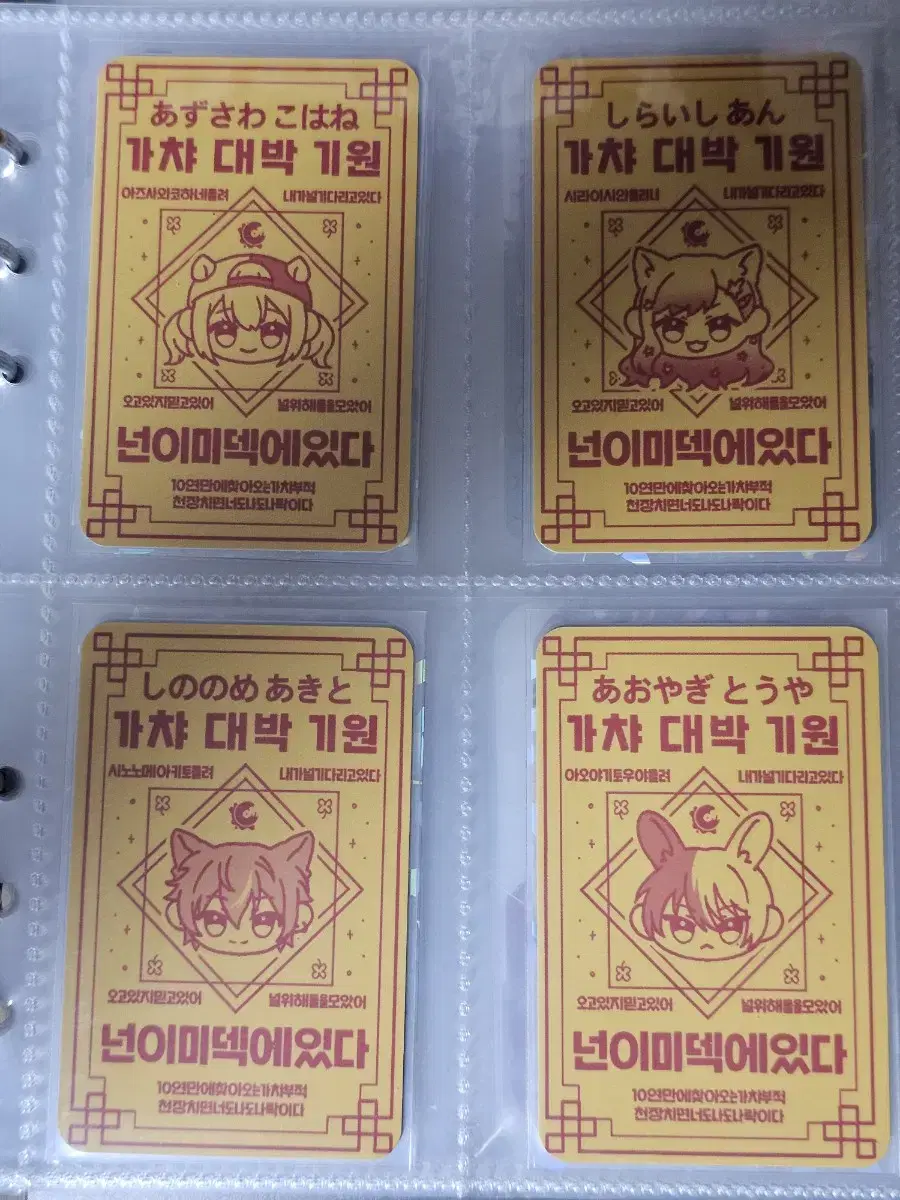 あずさわ こはね
가챠 대박 기원
아즈사와코하네플려 내가널기다리고있다
오고있지믿고있어 널위해돌을모았어
넌이미덱에있다
10연만에찾아오는가챠부적
천장치면너도나도나락이다
しらいし あん
가챠 대박 기원
시라이시안플리니 내가널기다리고있다
오고있지믿고있어 널위해돌을모았어
넌이미덱에있다
10연만에찾아오는가챠부적
천장치면너도나도나락이다
しののめ あきと
가챠 대박 기원
시노노메아키토플려 내가널기다리고있다
오고있지믿고있어 널위해돌을모았어
넌이미덱에있다
10연만에찾아오는가챠부적
천장치면너도나도나락이다
あおやぎ とうや
가챠 대박 기원
아오야기토우야플려 내가널기다리고있다
오고있지믿고있어 널위해돌을모았어
넌이미덱에있다
10연만에찾아오는가챠부적
천장치면너도나도나락이다